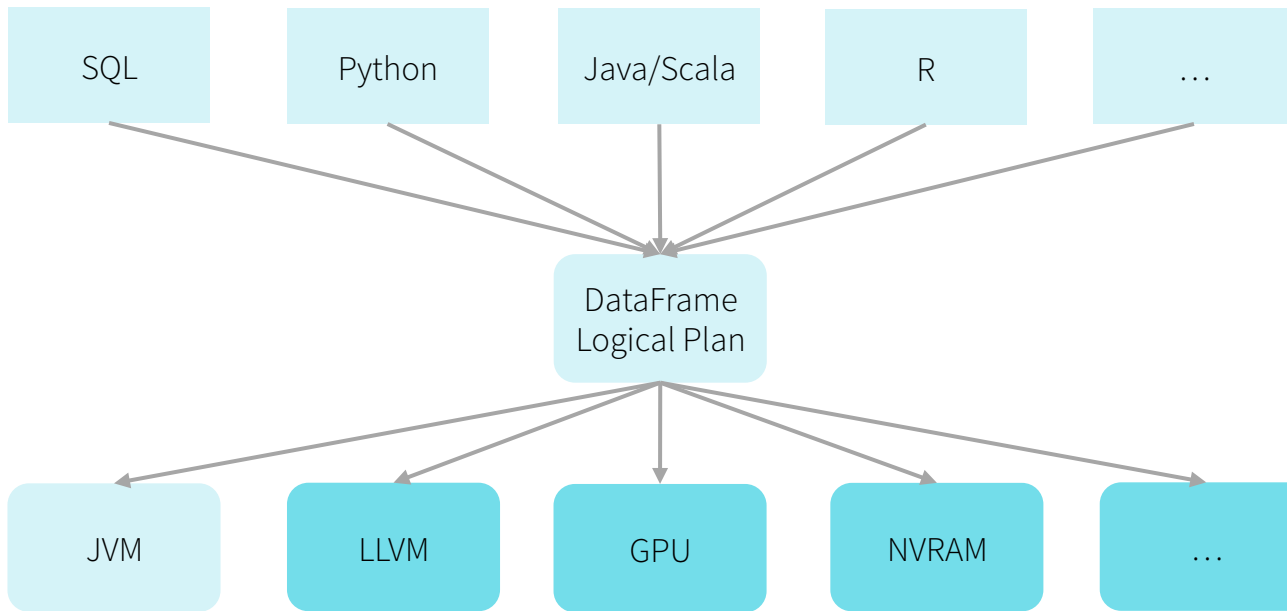 SQL
Python
Java/Scala
R
…
DataFrame
Logical Plan
JVM
LLVM
GPU
NVRAM
…